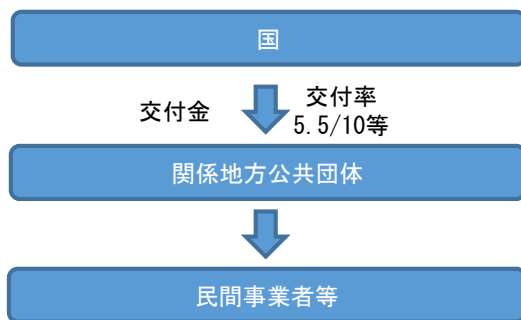 国
交付金
交付率
5.5/10等
関係地方公共団体
民間事業者等